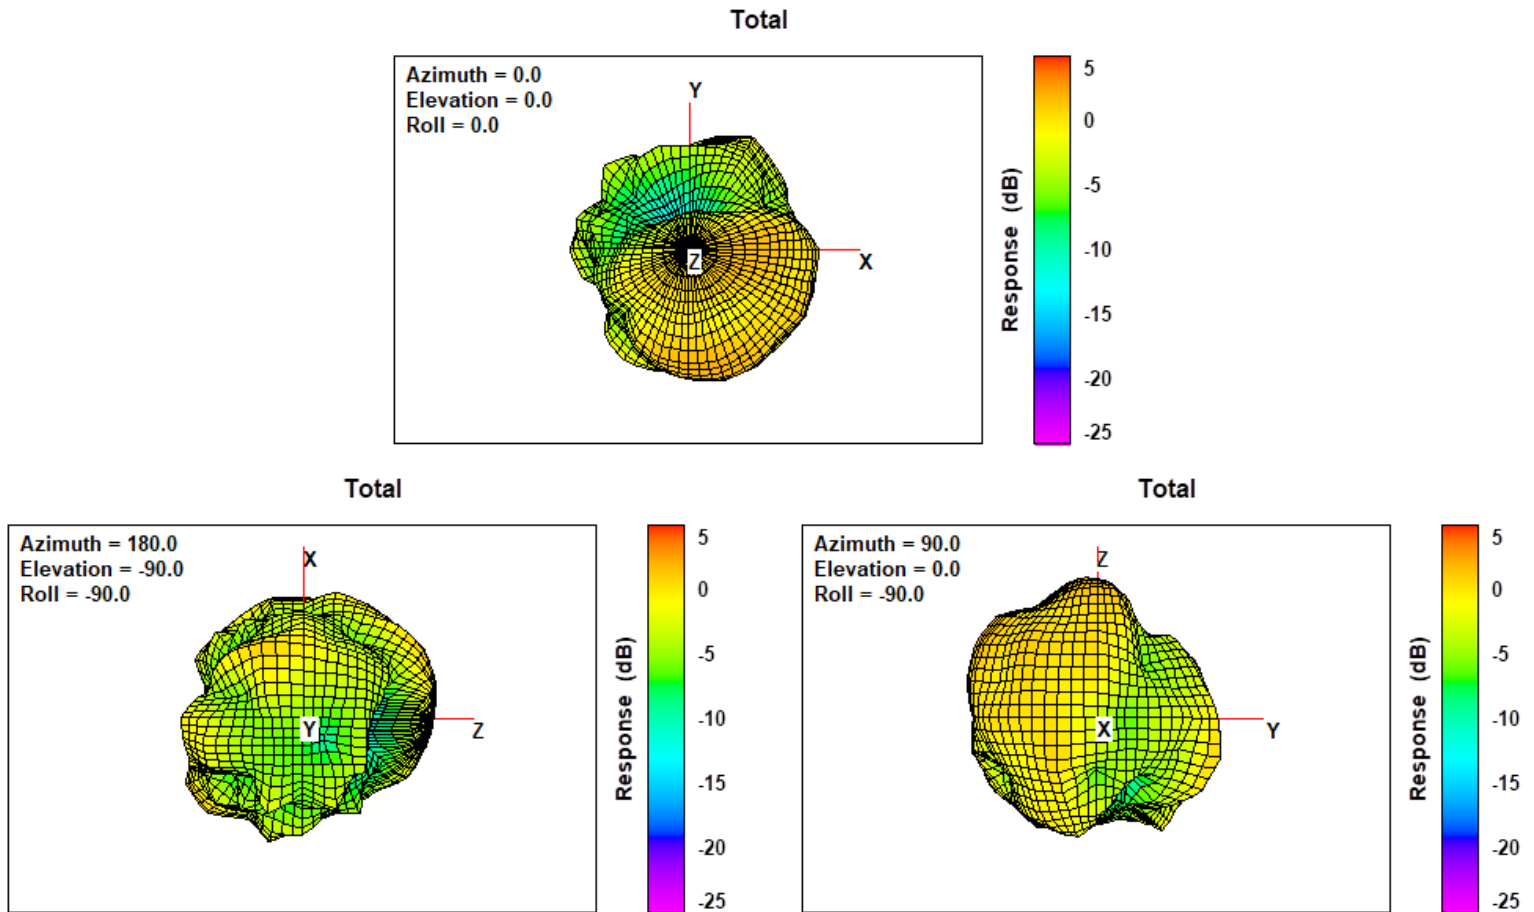 Total
Azimuth = 0.0
Elevation = 0.0
Roll = 0.0
Y
Z
X
Response (dB)
5
0
-5
-10
-15
-20
-25
Total
Azimuth = 180.0
Elevation = -90.0
Roll = -90.0
X
Y
Z
Response (dB)
5
0
-5
-10
-15
-20
-25
Total
Azimuth = 90.0
Elevation = 0.0
Roll = -90.0
Z
X
Y
Response (dB)
5
0
-5
-10
-15
-20
-25